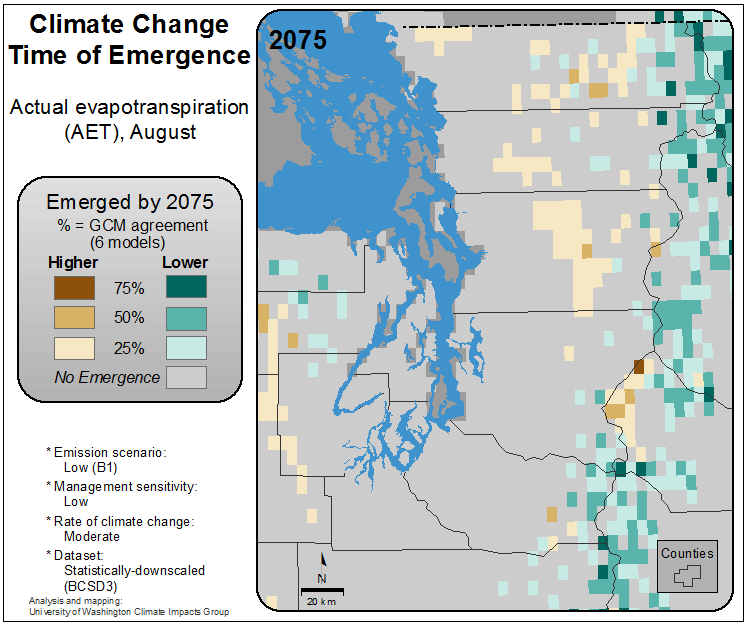 Climate Change
Time of Emergence
Actual evapotranspiration
(AET), August
Emerged by 2075
% = GCM agreement
(6 models)
Higher Lower
75%
50%
25%
No Emergence
* Emission scenario:
Low (B1)
* Management sensitivity:
Low
* Rate of climate change:
Moderate
* Dataset:
Statistically-downscaled
(BCSD3)
Analysis and mapping:
University of Washington Climate Impacts Group
2075
N
20 km
Counties